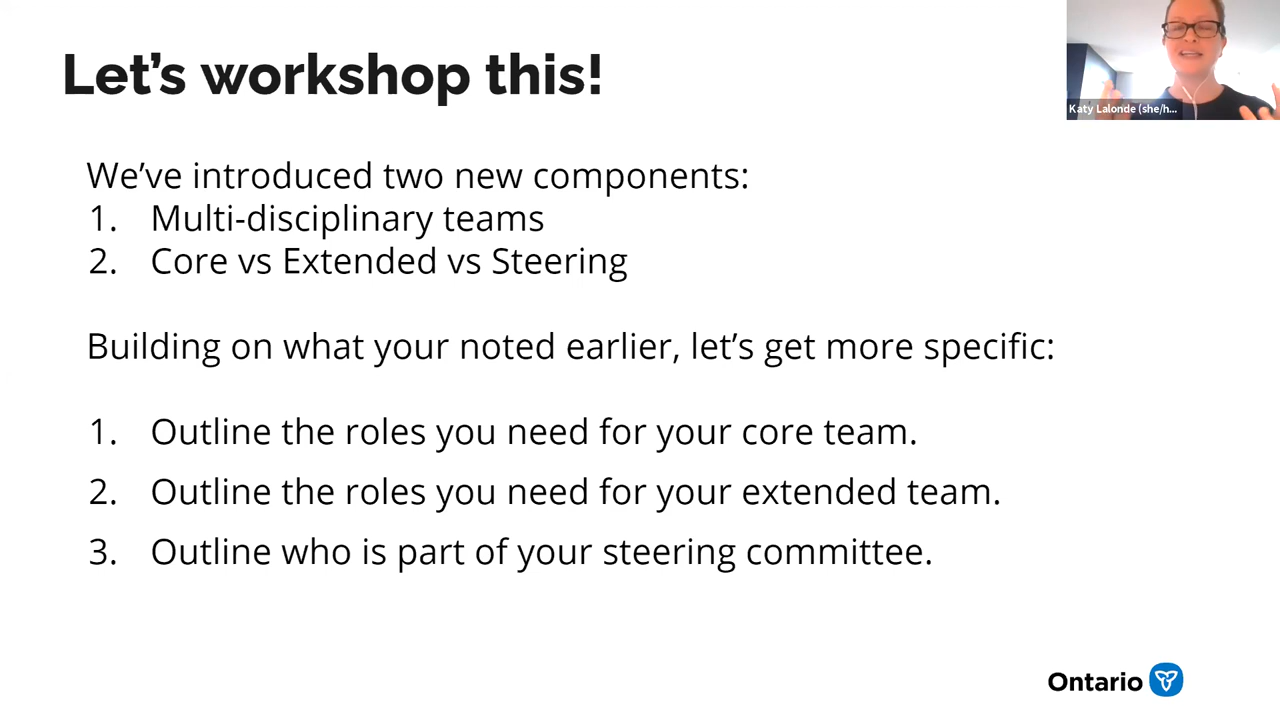 Let's workshop this!
Katy Lalonde (she/h...
We've introduced two new components:
1. Multi-disciplinary teams
2. Core vs Extended vs Steering
Building on what your noted earlier, let's get more specific:
1. Outline the roles you need for your core team.
2. Outline the roles you need for your extended team.
3. Outline who is part of your steering committee.
Ontario